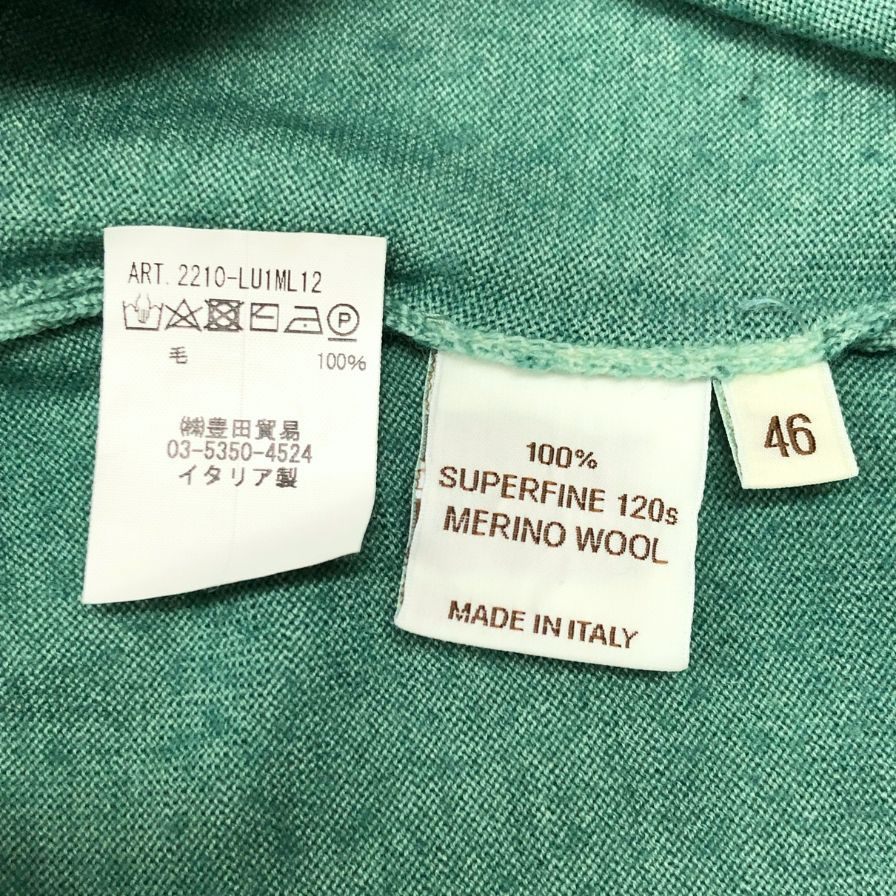 ART. 2210-LU1ML12
P
毛 100%
㈱豊田貿易
03-5350-4524
イタリア製
100%
SUPERFINE 120s
MERINO WOOL
MADE IN ITALY
46